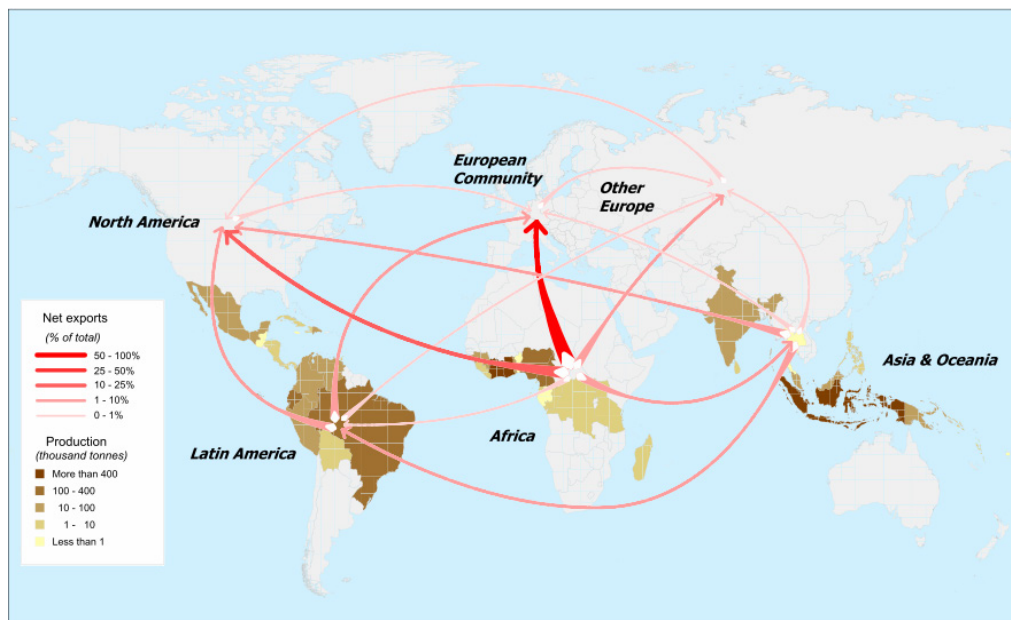 European
Community
Other
Europe
North America
Net exports
(% of total)
50 - 100%
25 - 50%
10 - 25%
1 - 10%
0 - 1%
Asia & Oceania
Africa
Latin America
Production
(thousand tonnes)
More than 400
100 - 400
10 - 100
1 - 10
Less than 1